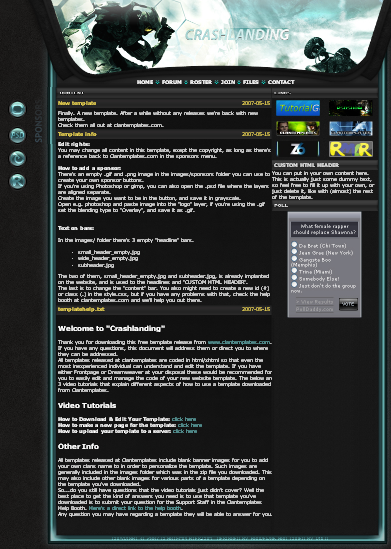 CRASHLANDING
HOME FORUM ROSTER JOIN FILES CONTACT
SPONSORS
New template 2007-05-15
Finally. A new template. After a while without any releases we're back with new
templates..
Check them all out at clantemplates.com.
Template info 2007-05-15
Edit rights:
You may change all content in this template, exept the copyright, as long as there's
a reference back to Clantemplates.com in the sponsors menu.
How to add a sponsor:
There's an empty .gif and .png image in the images/sponsors folder you can use to
create your own sponsor buttons..
If you're using Photoshop or gimp, you can also open the .psd file where the layers
are aligned separate.
Create the image you want to be in the button, and save it in grayscale.
Open e.g. photoshop and paste image into the "logo" layer, if you're using the .gif
set the blending type to "Overlay", and save it as .gif.
Text on bars:
In the images/ folder there's 3 empty "headline" bars.
- small_header_empty.jpg
- wide_header_empty.jpg
- subheader.jpg
The two of them, small_header_empty.jpg and subheader.jpg, is already implanted
on the website, and is used to the headlines and "CUSTOM HTML HEADER".
The last is to change the "content" bar. You also might need to create a new id (#)
or class (.) in the style.css, but if you have any problems with that, check the help
booth at clantemplates.com and we'll help you out there.
templatehelp.txt 2007-05-15
Welcome to "Crashlanding"
Thank you for downloading this free template release from www.clantemplates.com.
If you have any questions, this document will address them or direct you to where
they can be addressed.
All templates released at clantemplates are coded in html/xhtml so that even the
most inexperienced individual can understand and edit the template. If you have
either Frontpage or Dreamweaver at your disposal these would be recommended for
you to easily edit and manage the code of your new website template. The below are
3 video tutorials that explain different aspects of how to use a template downloaded
from Clantemplates.
Video Tutorials
How to Download & Edit Your Template: click here
How to make a new page for the template: click here
How to upload your template to a server: click here
Other Info
All templates released at Clantemplates include blank banner images for you to add
your own clans name to in order to personalize the template. Such images are
generally included in the images folder which was in the zip file you downloaded. This
may also include other blank images for various parts of a template depending on
the template you've downloaded.
So....do you still have questions that the video tutorials just didn't cover? Well the
best place to get the kind of answers you need is to use that template you've
downloaded is to submit your question for the Support Staff in the Clantemplates
Help Booth. Here's a direct link to the help booth.
Any question you may have regarding a template they will be able to answer for you.
TutorialG
CUSTOM HTML HEADER
You can put in your own content here.
This is actually just some dummy text,
so feel free to fill it up with your own, or
just delete it, like with (almost) the rest
of the template.
POLL
What female rapper
should replace Shawnna?
Da Brat (Chi Town)
Jean Grae (New York)
Gangsta Boo
(Memphis)
Trina (Miami)
Somebody Else!
Just don't do the group
now.
View Results
PollDaddy.com
VOTE